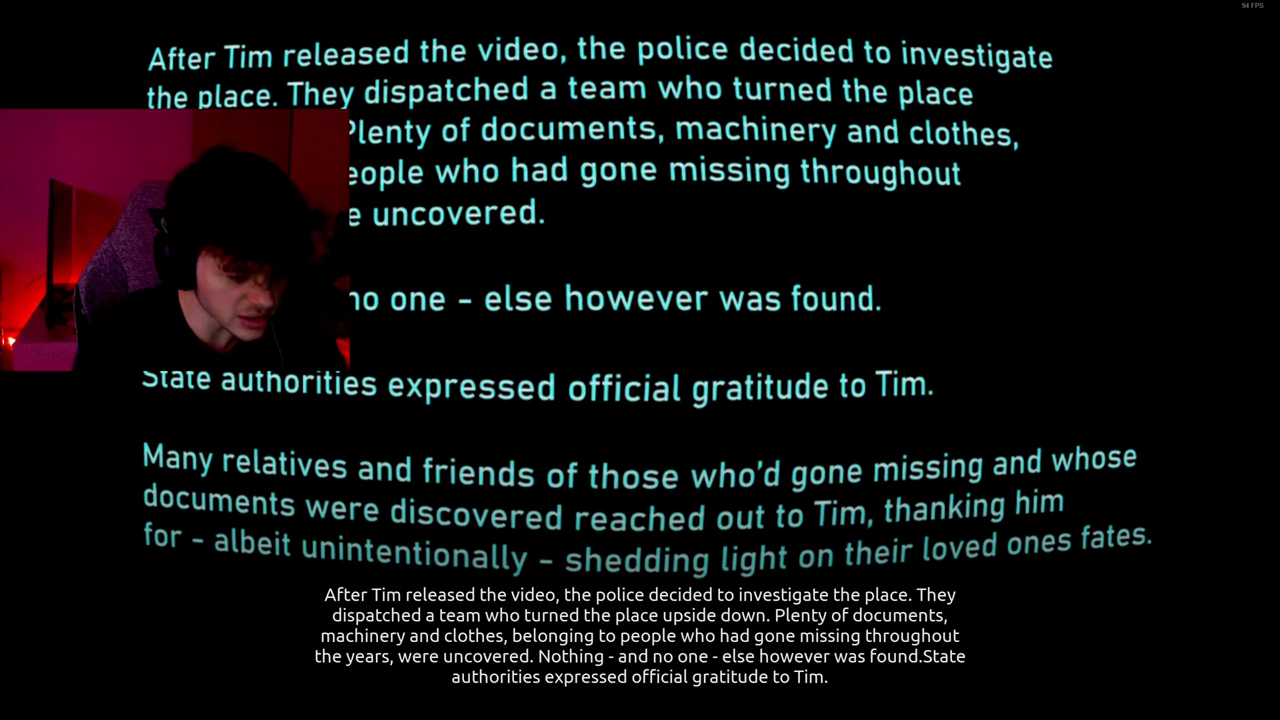 94 FPS
After Tim released the video, the police decided to investigate
the place. They dispatched a team who turned the place
Plenty of documents, machinery and clothes,
eople who had gone missing throughout
e uncovered.
no one - else however was found.
State authorities expressed official gratitude to Tim.
Many relatives and friends of those who'd gone missing and whose
documents were discovered reached out to Tim, thanking him
for - albeit unintentionally - shedding light on their loved ones fates.
After Tim released the video, the police decided to investigate the place. They
dispatched a team who turned the place upside down. Plenty of documents,
machinery and clothes, belonging to people who had gone missing throughout
the years, were uncovered. Nothing - and no one - else however was found.State
authorities expressed official gratitude to Tim.